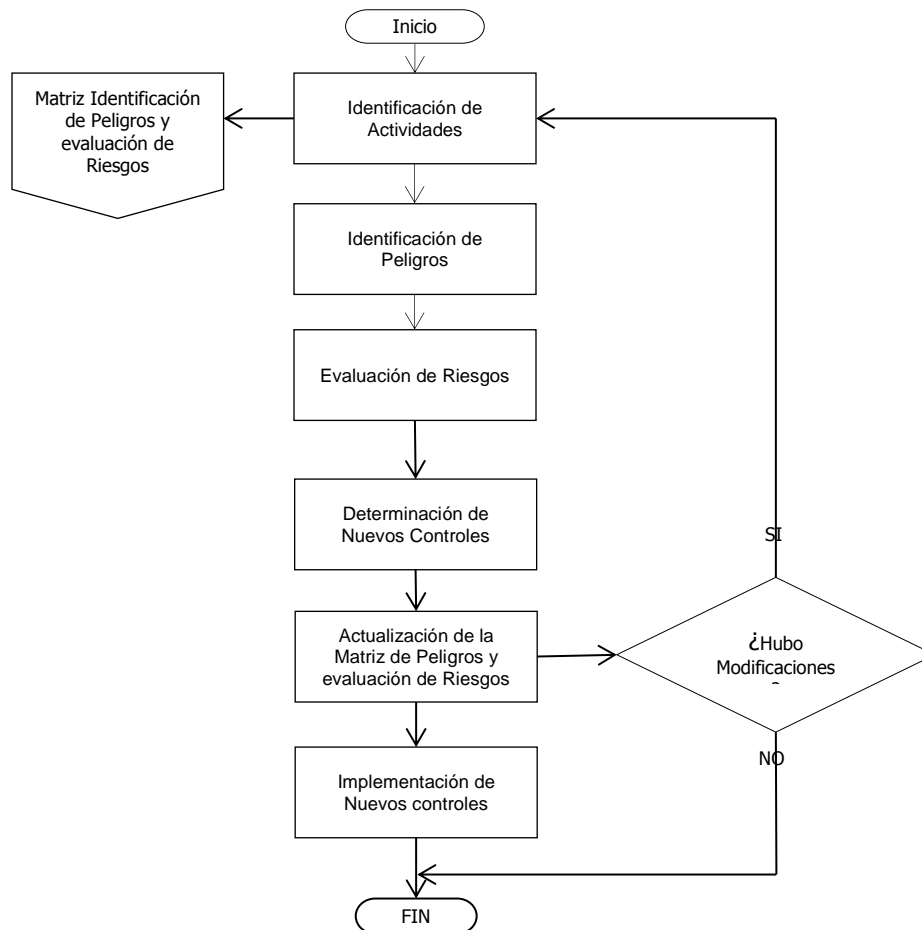 Inicio
Matriz Identificación
de Peligros y
evaluación de
Riesgos
Identificación de
Actividades
Identificación de
Peligros
Evaluación de Riesgos
Determinación de
Nuevos Controles
SI
Actualización de la
Matriz de Peligros y
evaluación de Riesgos
¿Hubo
Modificaciones
NO
Implementación de
Nuevos controles
FIN